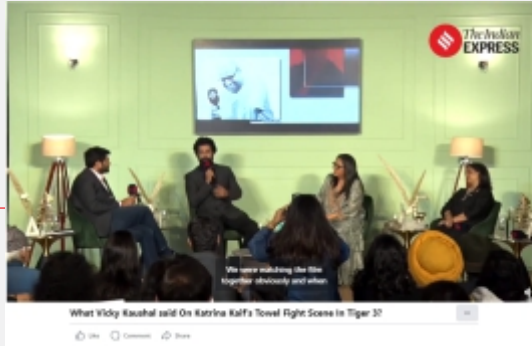 The Indian
EXPRESS
We were watching the film
together obviously and when
What Vicky Kaushal said On Katrina Kaif's Towel Fight Scene In Tiger 3?
Like
Comment
Share